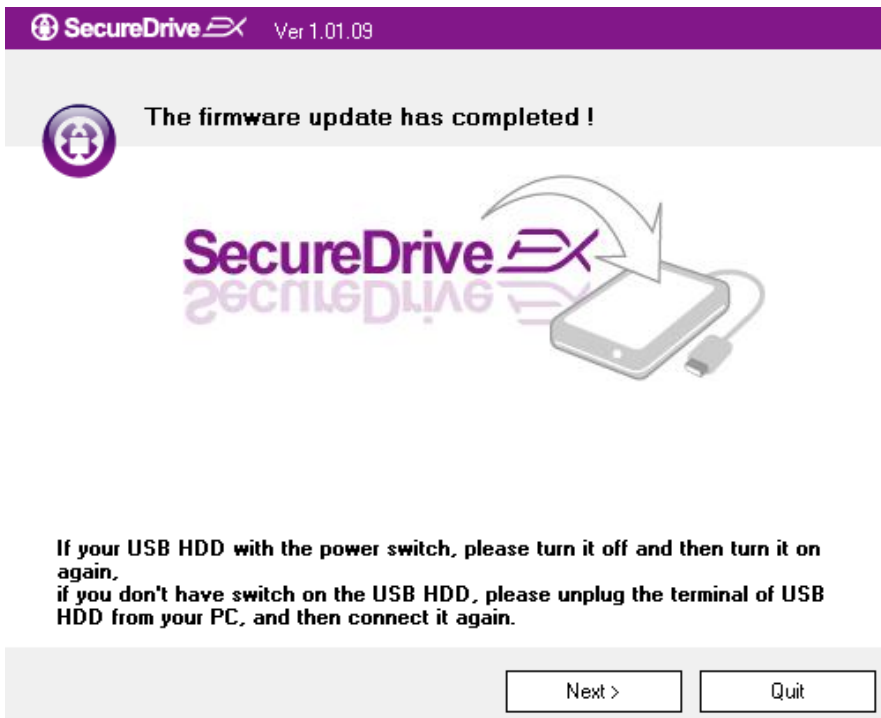 SecureDrive EX Ver 1.01.09
The firmware update has completed !
SecureDrive EX
If your USB HDD with the power switch, please turn it off and then turn it on
again,
if you don't have switch on the USB HDD, please unplug the terminal of USB
HDD from your PC, and then connect it again.
Next > Quit